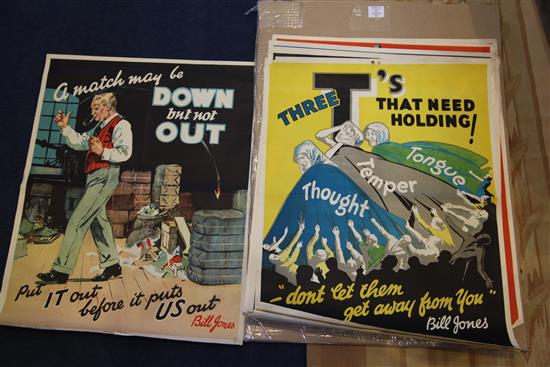 A match may be
DOWN
but not
OUT
Put IT out
before it puts
US out
Bill Jones
THREE T's
THAT NEED
HOLDING!
Tongue
Temper
Thought
-"dont let them
get away from You"
Bill Jones